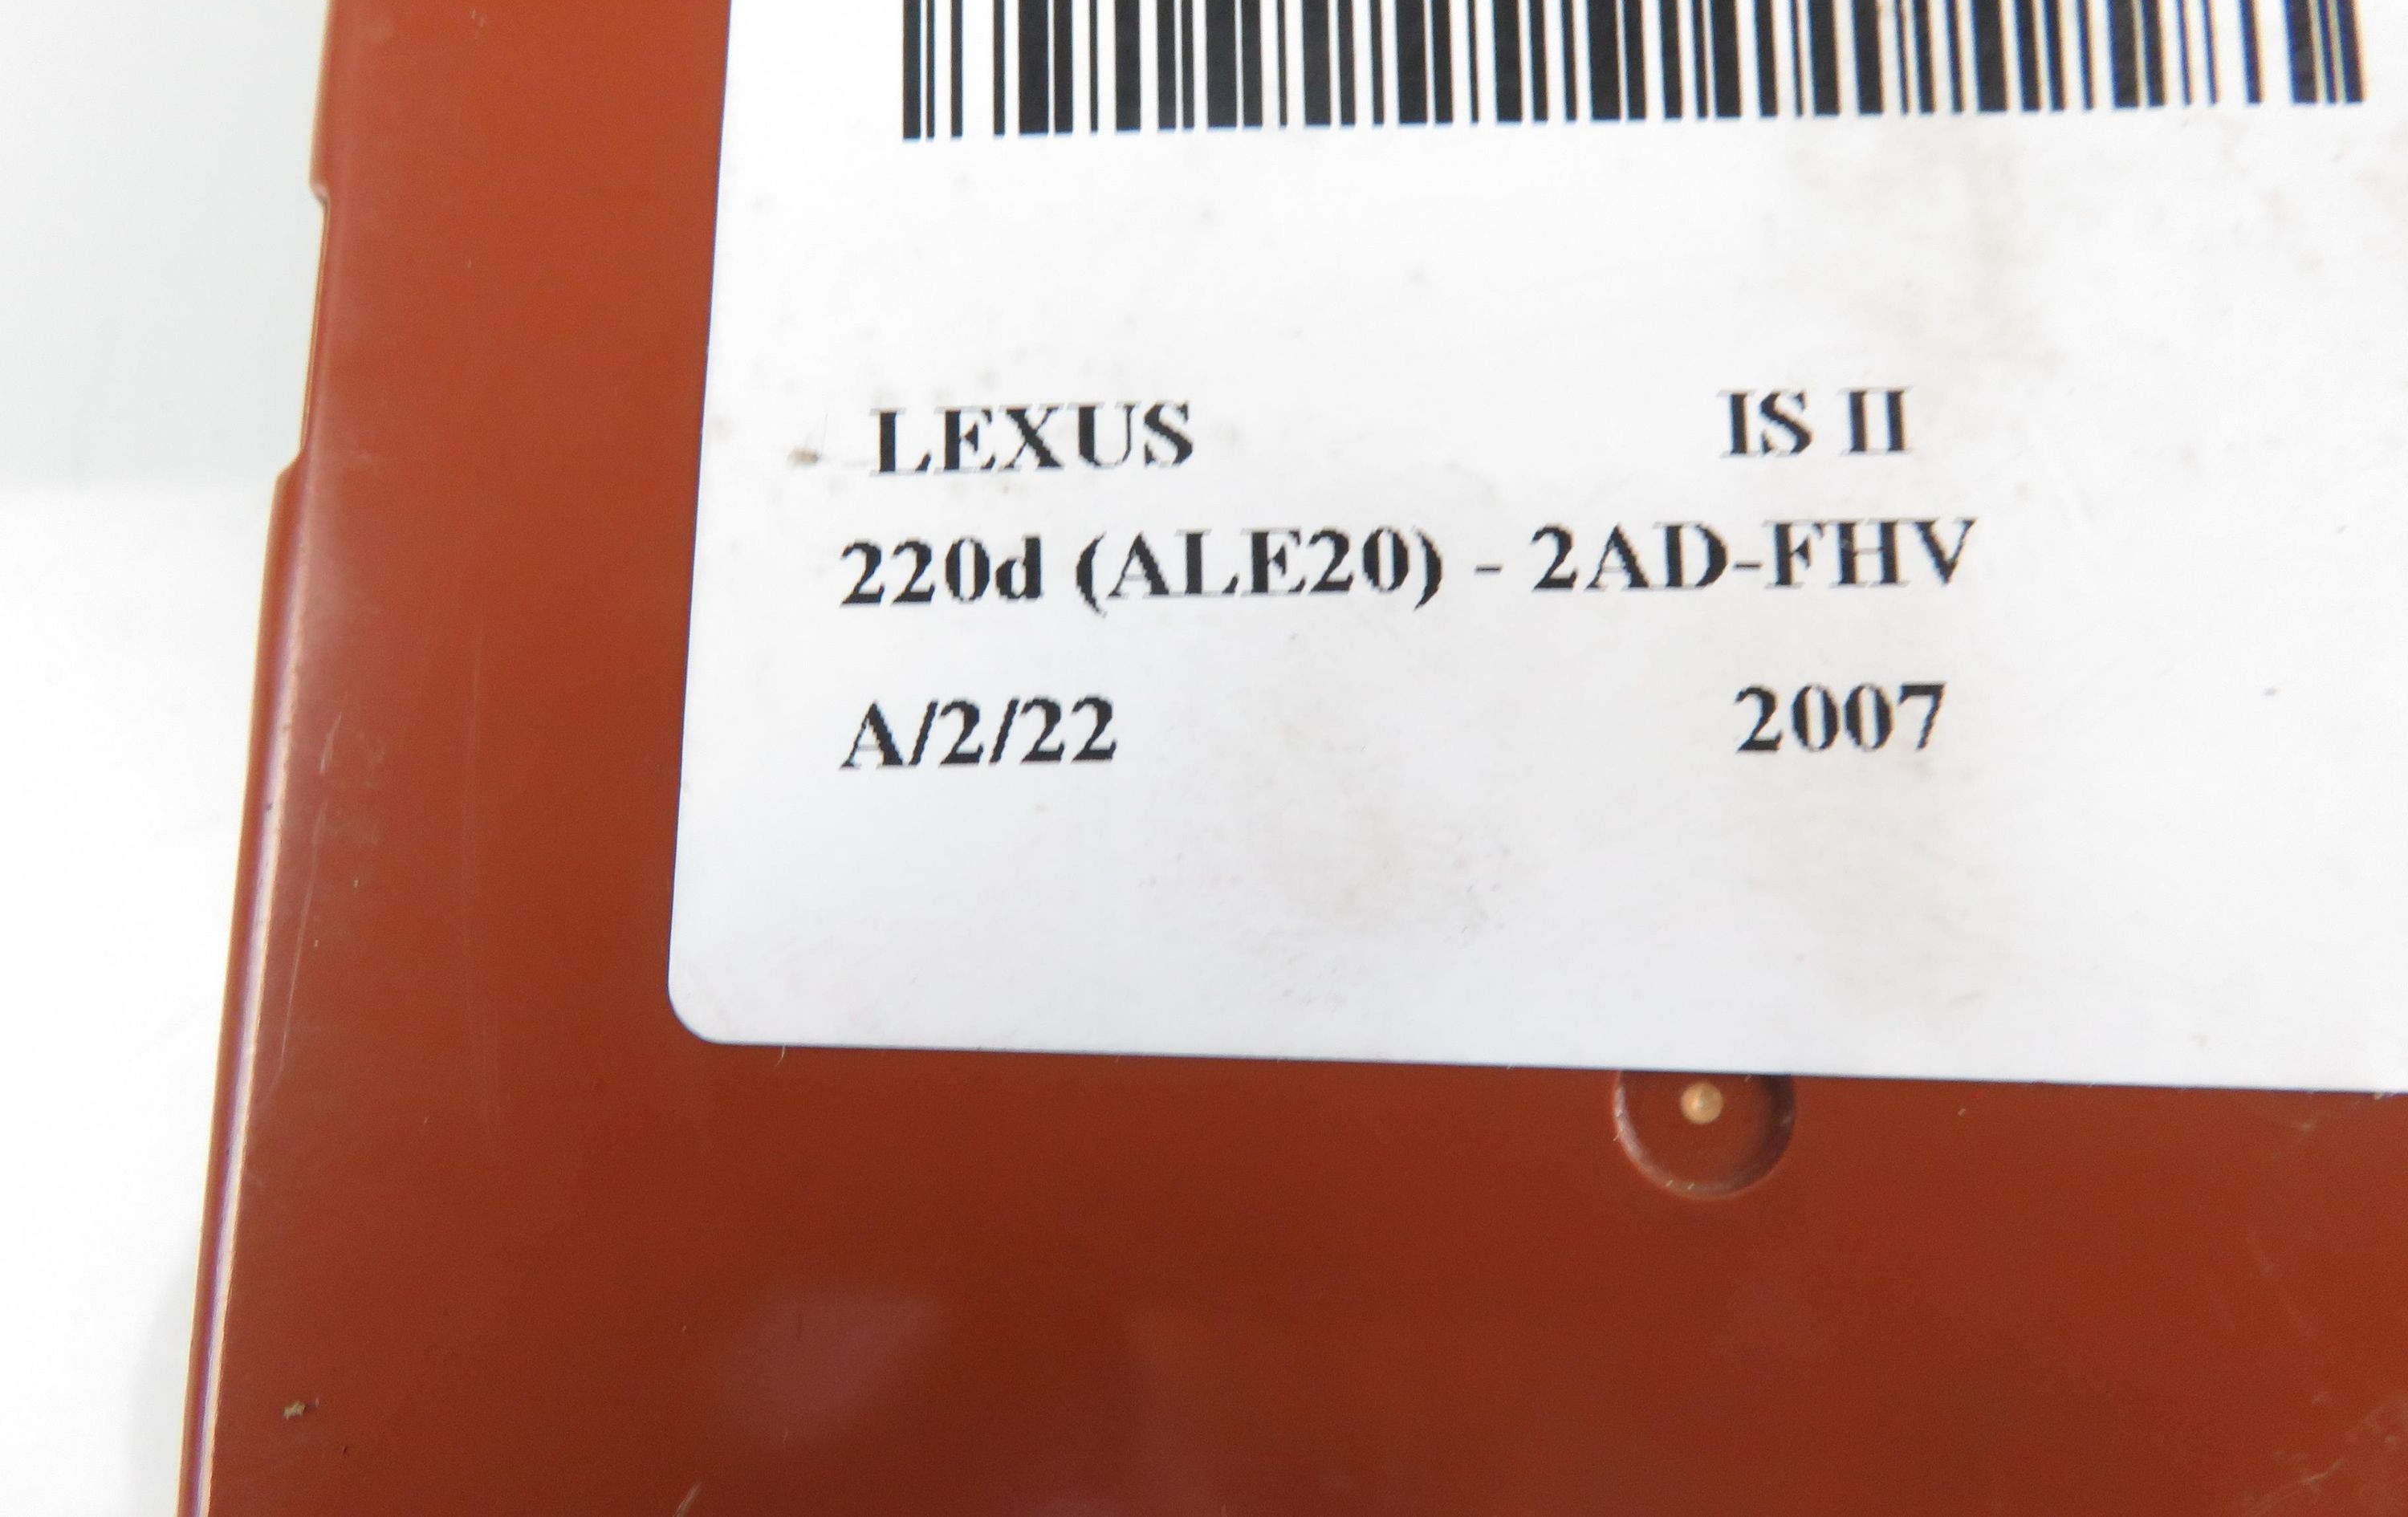 LEXUS IS II
220d (ALE20) - 2AD-FHV
A/2/22 2007